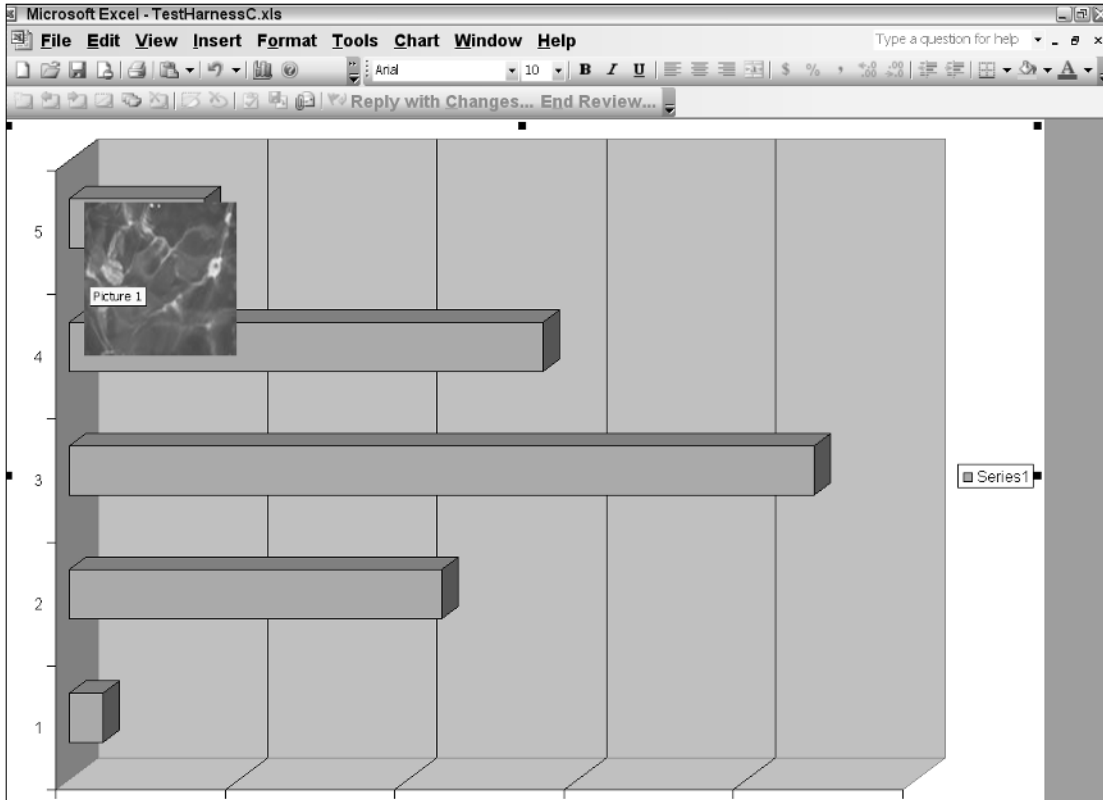 Microsoft Excel - TestHarnessC.xls
File Edit View Insert Format Tools Chart Window Help Type a question for help
Arial 10 B I U $ % , A
Reply with Changes... End Review...
5
Picture 1
4
3
Series1
2
1